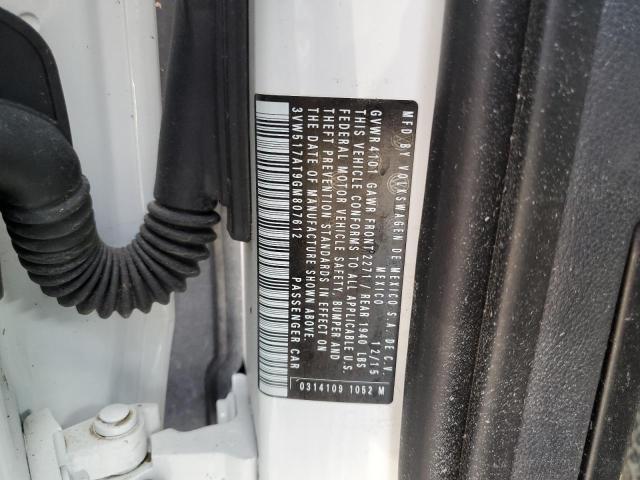 MFD BY VOLKSWAGEN DE MEXICO S.A. DE C.V.
MEXICO 12/15
GVWR 4101 GAWR FRONT 2271 / REAR 1940 LBS
THIS VEHICLE CONFORMS TO ALL APPLICABLE U.S.
FEDERAL MOTOR VEHICLE SAFETY, BUMPER AND
THEFT PREVENTION STANDARDS IN EFFECT ON
THE DATE OF MANUFACTURE SHOWN ABOVE.
3VW517AT9GM807612 PASSENGER CAR
0314109 1052 M